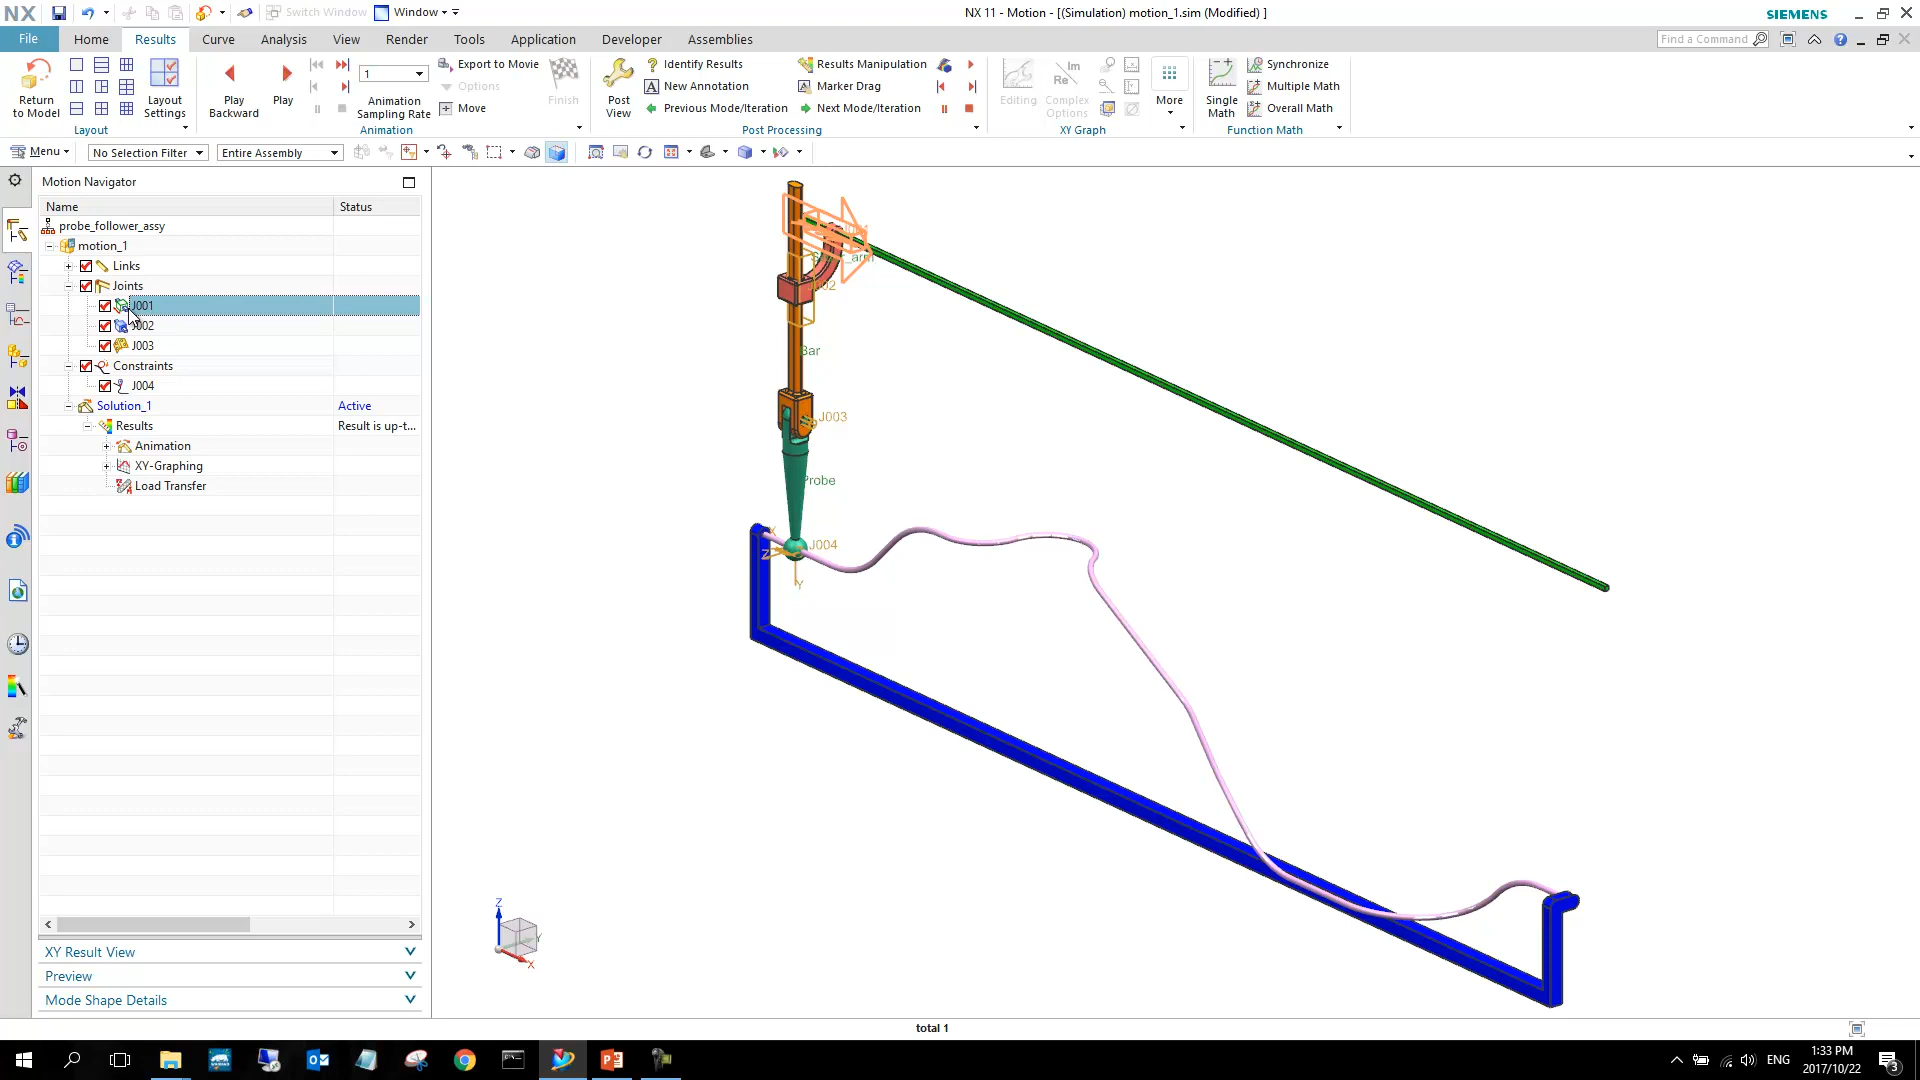 NX Switch Window Window NX 11 - Motion - [(Simulation) motion_1.sim (Modified) ] SIEMENS
File Home Results Curve Analysis View Render Tools Application Developer Assemblies Find a Command
Return to Model
Layout Settings
Layout
Play Backward
Play
1
Animation Sampling Rate
Export to Movie
Options
Move
Finish
Animation
Post View
Identify Results
New Annotation
Previous Mode/Iteration
Results Manipulation
Marker Drag
Next Mode/Iteration
Post Processing
Editing
Complex Options
More
XY Graph
Single Math
Synchronize
Multiple Math
Overall Math
Function Math
Menu No Selection Filter Entire Assembly
Motion Navigator
Name Status
probe_follower_assy
motion_1
Links
Joints
J001
J002
J003
Constraints
J004
Solution_1 Active
Results Result is up-t...
Animation
XY-Graphing
Load Transfer
XY Result View
Preview
Mode Shape Details
Bar
J003
Probe
J004
X
Z
Y
Z
Y
X
total 1
ENG
1:33 PM
2017/10/22
3